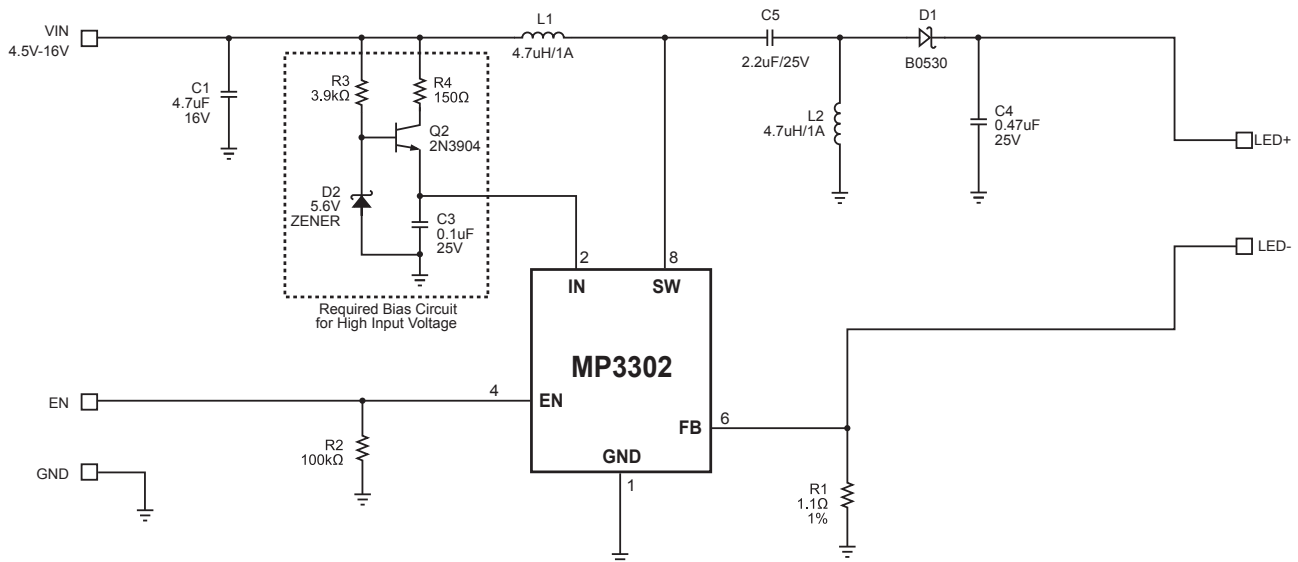 VIN
4.5V-16V
C1
4.7uF
16V
R3
3.9kΩ
R4
150Ω
Q2
2N3904
D2
5.6V
ZENER
C3
0.1uF
25V
Required Bias Circuit
for High Input Voltage
L1
4.7uH/1A
C5
2.2uF/25V
D1
B0530
L2
4.7uH/1A
C4
0.47uF
25V
LED+
LED-
2
8
IN
SW
MP3302
4
EN
FB
6
GND
1
EN
R2
100kΩ
GND
R1
1.1Ω
1%